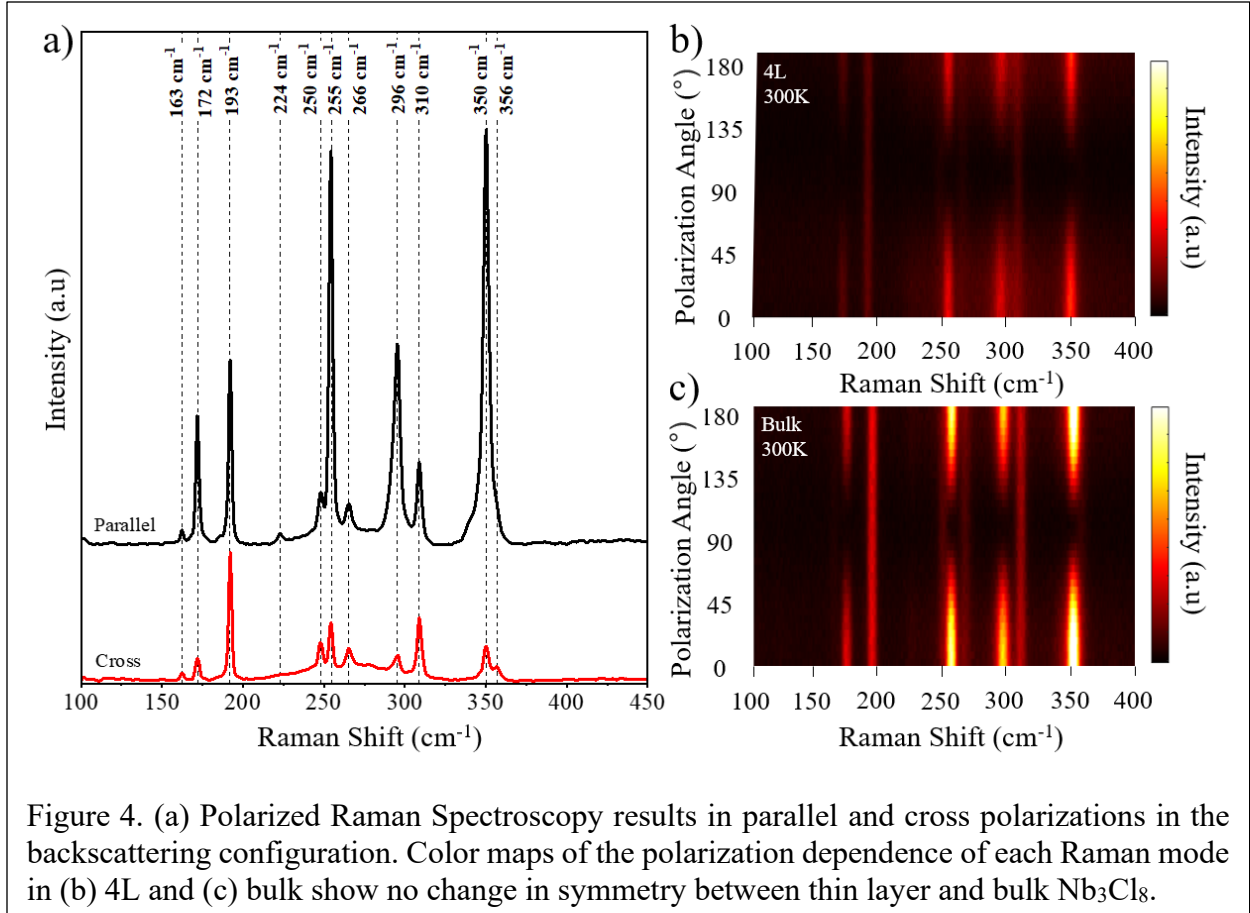 a)
163 cm⁻¹
172 cm⁻¹
193 cm⁻¹
224 cm⁻¹
250 cm⁻¹
255 cm⁻¹
266 cm⁻¹
296 cm⁻¹
310 cm⁻¹
350 cm⁻¹
356 cm⁻¹
Intensity (a.u)
Parallel
Cross
100 150 200 250 300 350 400 450
Raman Shift (cm⁻¹)
b)
4L
300K
180
135
90
45
0
Polarization Angle (°)
100 150 200 250 300 350 400
Raman Shift (cm⁻¹)
Intensity (a.u)
c)
Bulk
300K
180
135
90
45
0
Polarization Angle (°)
100 150 200 250 300 350 400
Raman Shift (cm⁻¹)
Intensity (a.u)
Figure 4. (a) Polarized Raman Spectroscopy results in parallel and cross polarizations in the
backscattering configuration. Color maps of the polarization dependence of each Raman mode
in (b) 4L and (c) bulk show no change in symmetry between thin layer and bulk Nb₃Cl₈.